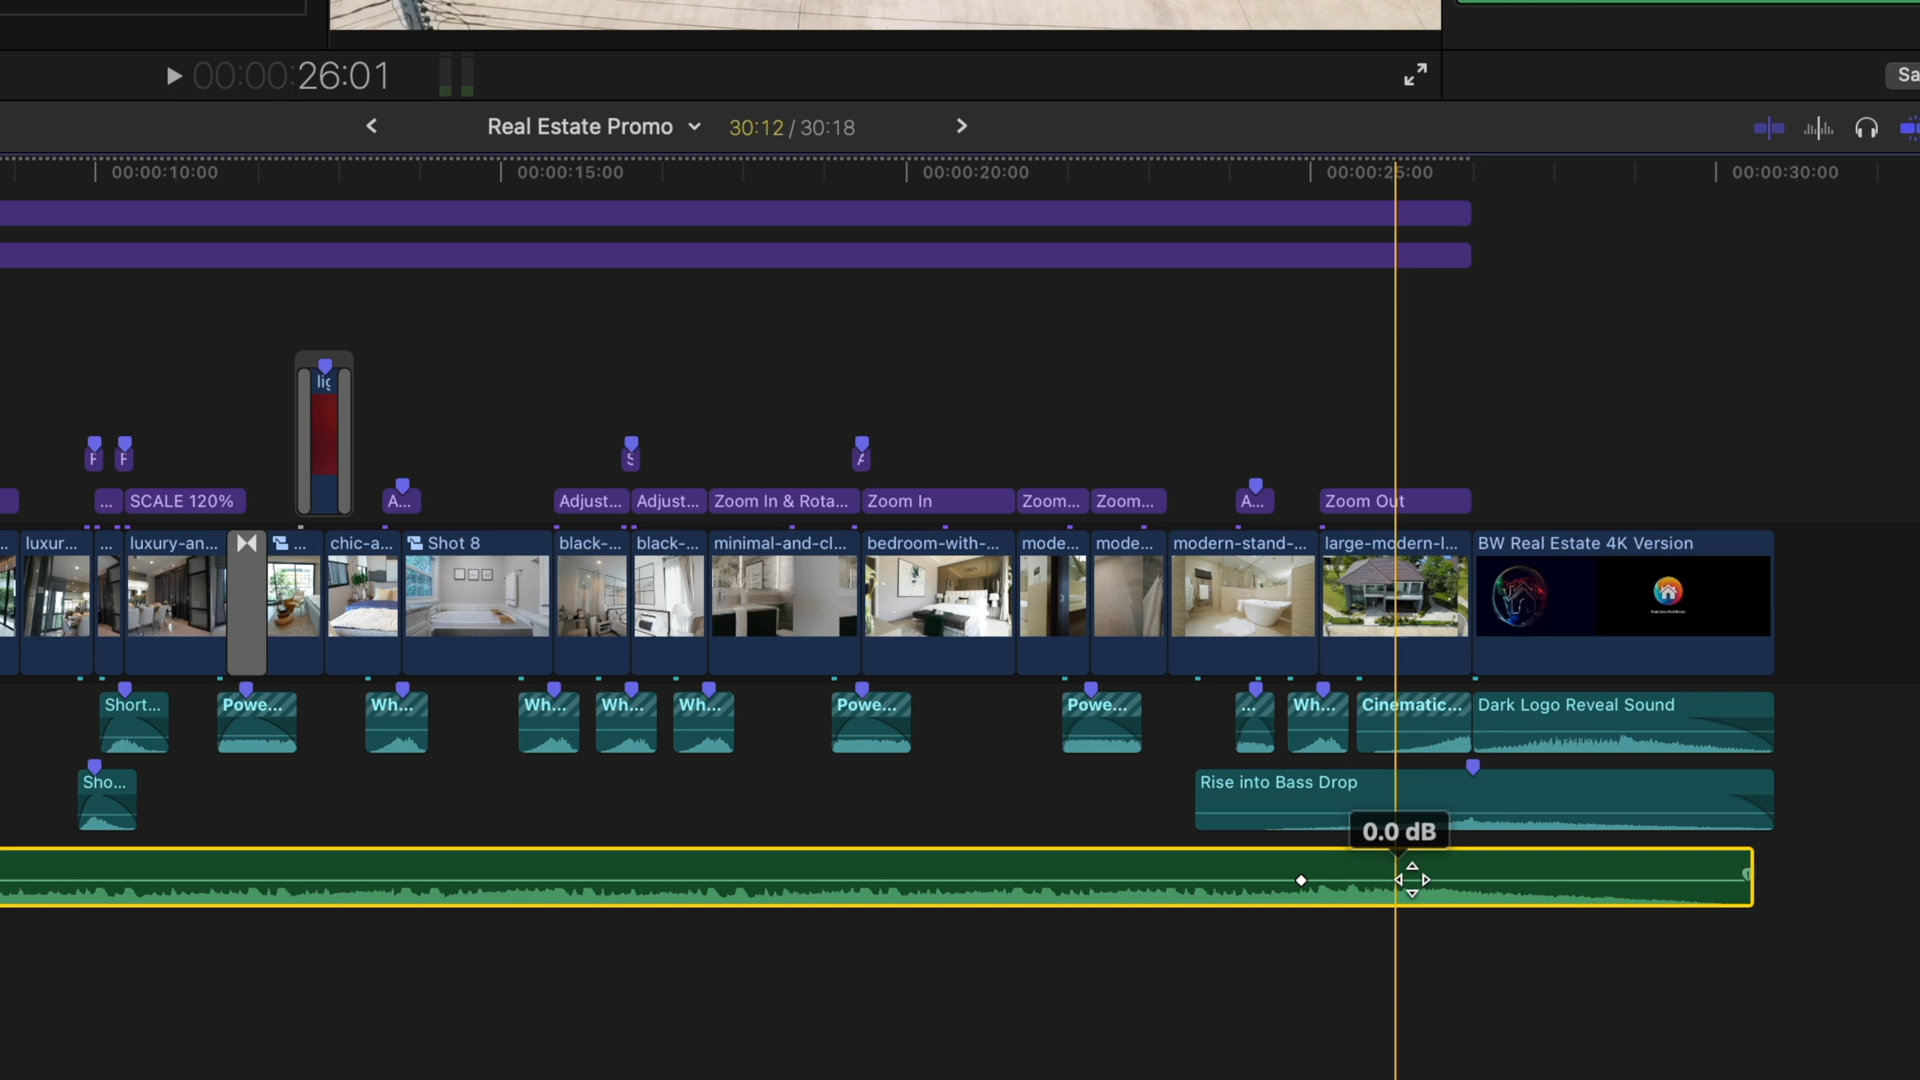 00:00:26:01
Sa
Real Estate Promo
30:12 / 30:18
00:00:10:00
00:00:15:00
00:00:20:00
00:00:25:00
00:00:30:00
lig
F
F
S
A
...
SCALE 120%
A...
Adjust...
Adjust...
Zoom In & Rota...
Zoom In
Zoom...
Zoom...
A...
Zoom Out
...
luxur...
...
luxury-an...
...
chic-a...
Shot 8
black-...
black-...
minimal-and-cl...
bedroom-with-...
mode...
mode...
modern-stand-...
large-modern-l...
BW Real Estate 4K Version
Short...
Powe...
Wh...
Wh...
Wh...
Wh...
Powe...
Powe...
...
Wh...
Cinematic...
Dark Logo Reveal Sound
Sho...
Rise into Bass Drop
0.0 dB